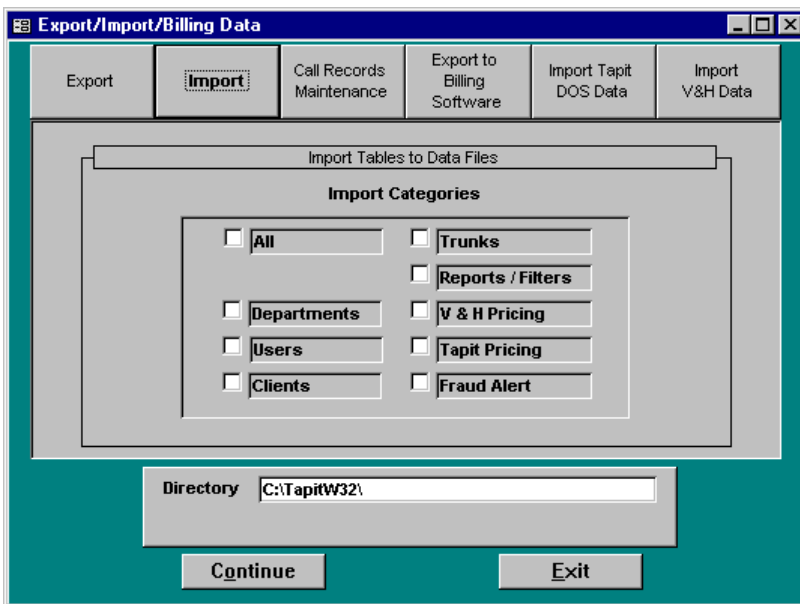 Export/Import/Billing Data
Export
Import
Call Records
Maintenance
Export to
Billing
Software
Import Tapit
DOS Data
Import
V&H Data
Import Tables to Data Files
Import Categories
All
Trunks
Reports / Filters
Departments
V & H Pricing
Users
Tapit Pricing
Clients
Fraud Alert
Directory C:\TapitW32\
Continue
Exit